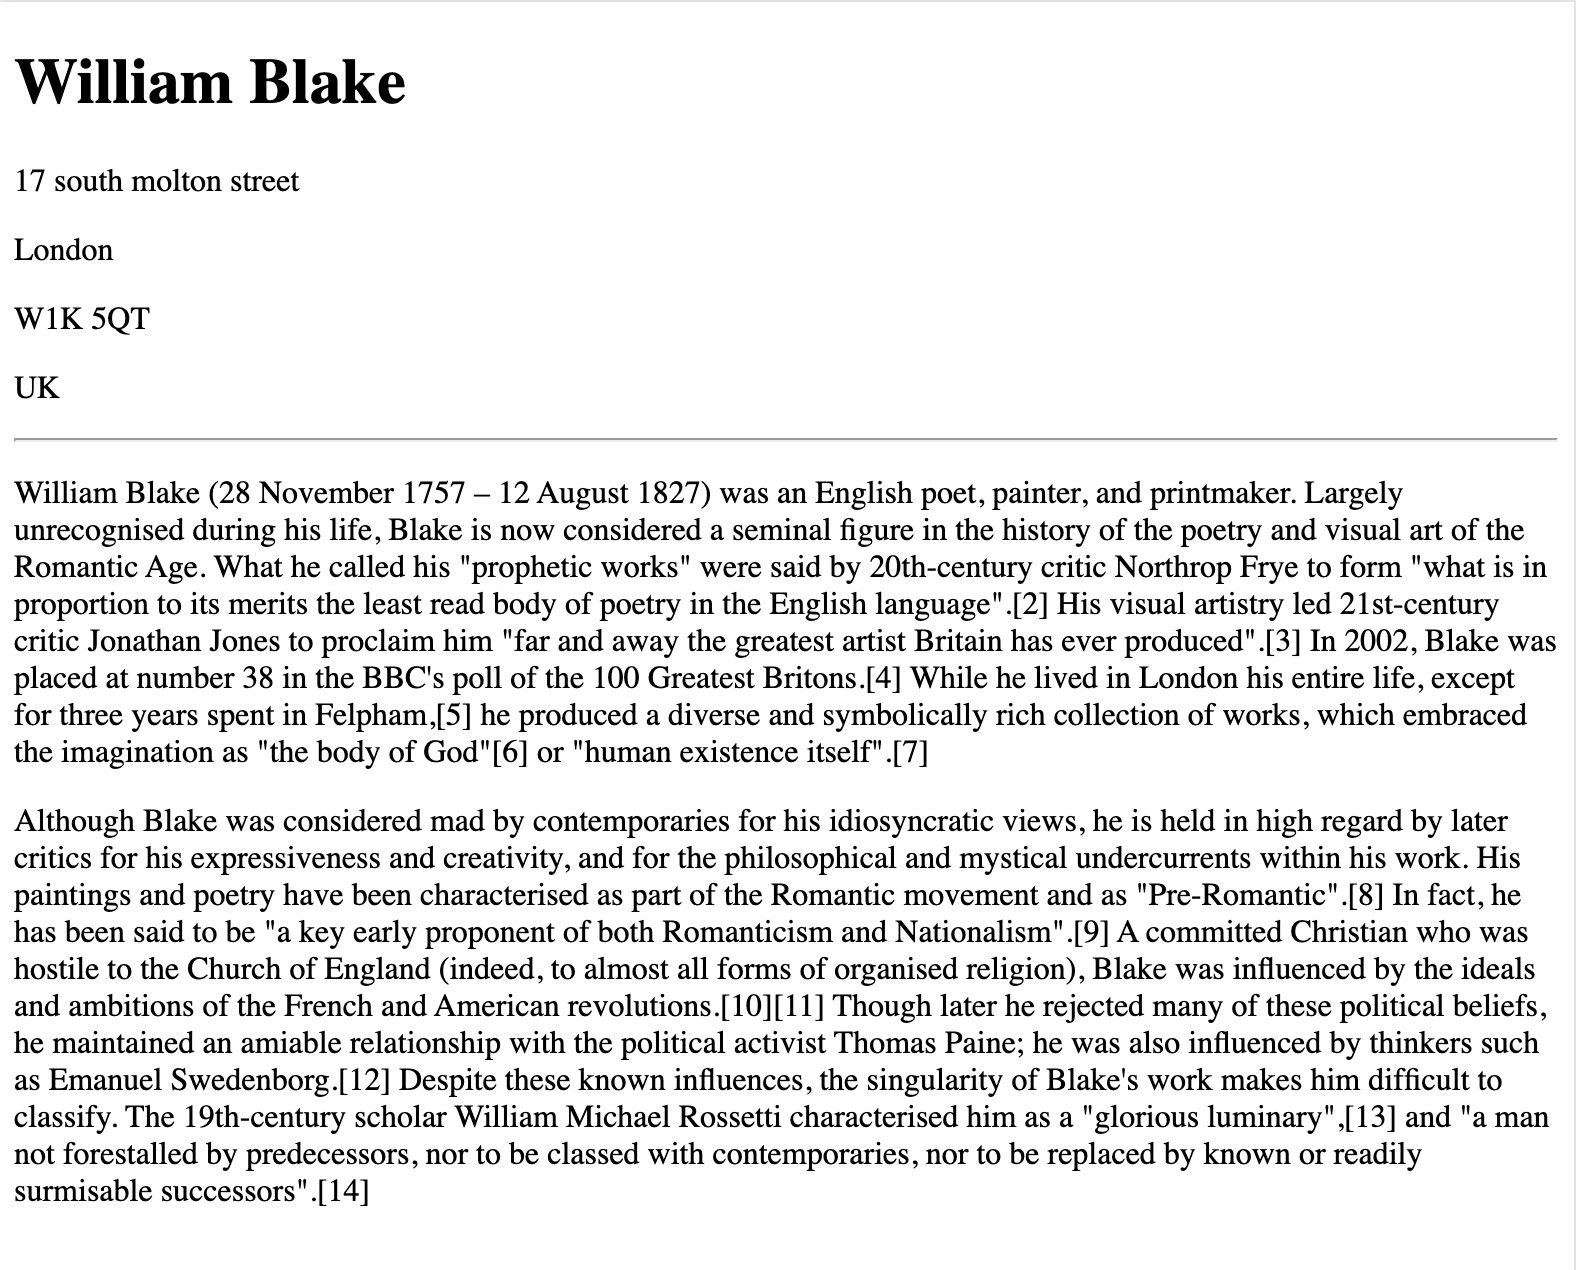 William Blake
17 south molton street
London
W1K 5QT
UK
William Blake (28 November 1757 – 12 August 1827) was an English poet, painter, and printmaker. Largely
unrecognised during his life, Blake is now considered a seminal figure in the history of the poetry and visual art of the
Romantic Age. What he called his "prophetic works" were said by 20th-century critic Northrop Frye to form "what is in
proportion to its merits the least read body of poetry in the English language".[2] His visual artistry led 21st-century
critic Jonathan Jones to proclaim him "far and away the greatest artist Britain has ever produced".[3] In 2002, Blake was
placed at number 38 in the BBC's poll of the 100 Greatest Britons.[4] While he lived in London his entire life, except
for three years spent in Felpham,[5] he produced a diverse and symbolically rich collection of works, which embraced
the imagination as "the body of God"[6] or "human existence itself".[7]
Although Blake was considered mad by contemporaries for his idiosyncratic views, he is held in high regard by later
critics for his expressiveness and creativity, and for the philosophical and mystical undercurrents within his work. His
paintings and poetry have been characterised as part of the Romantic movement and as "Pre-Romantic".[8] In fact, he
has been said to be "a key early proponent of both Romanticism and Nationalism".[9] A committed Christian who was
hostile to the Church of England (indeed, to almost all forms of organised religion), Blake was influenced by the ideals
and ambitions of the French and American revolutions.[10][11] Though later he rejected many of these political beliefs,
he maintained an amiable relationship with the political activist Thomas Paine; he was also influenced by thinkers such
as Emanuel Swedenborg.[12] Despite these known influences, the singularity of Blake's work makes him difficult to
classify. The 19th-century scholar William Michael Rossetti characterised him as a "glorious luminary",[13] and "a man
not forestalled by predecessors, nor to be classed with contemporaries, nor to be replaced by known or readily
surmisable successors".[14]